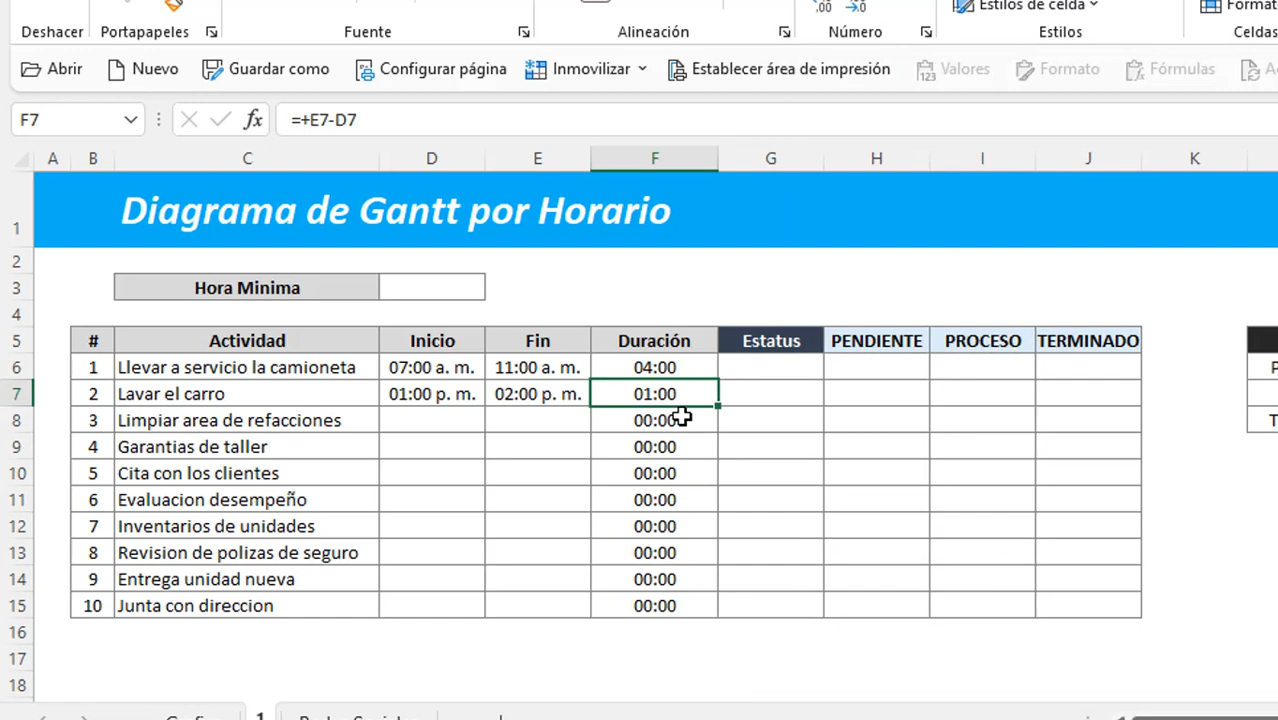 Estilos de celda
Deshacer Portapapeles Fuente Alineación Número Estilos Celdas
Abrir Nuevo Guardar como Configurar página Inmovilizar Establecer área de impresión Valores Formato Fórmulas
F7 fx =+E7-D7
A B C D E F G H I J K
1 Diagrama de Gantt por Horario
2
3 Hora Minima
4
5 # Actividad Inicio Fin Duración Estatus PENDIENTE PROCESO TERMINADO
6 1 Llevar a servicio la camioneta 07:00 a. m. 11:00 a. m. 04:00
7 2 Lavar el carro 01:00 p. m. 02:00 p. m. 01:00
8 3 Limpiar area de refacciones 00:00
9 4 Garantias de taller 00:00
10 5 Cita con los clientes 00:00
11 6 Evaluacion desempeño 00:00
12 7 Inventarios de unidades 00:00
13 8 Revision de polizas de seguro 00:00
14 9 Entrega unidad nueva 00:00
15 10 Junta con direccion 00:00
16
17
18
1